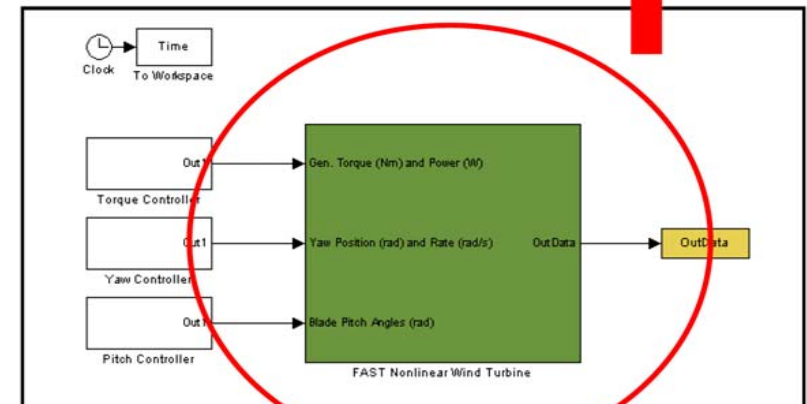 Time
Clock
To Workspace
Out1
Gen. Torque (Nm) and Power (W)
Torque Controller
Out1
Yaw Position (rad) and Rate (rad/s)
OutData
OutData
Yaw Controller
Out1
Blade Pitch Angles (rad)
Pitch Controller
FAST Nonlinear Wind Turbine